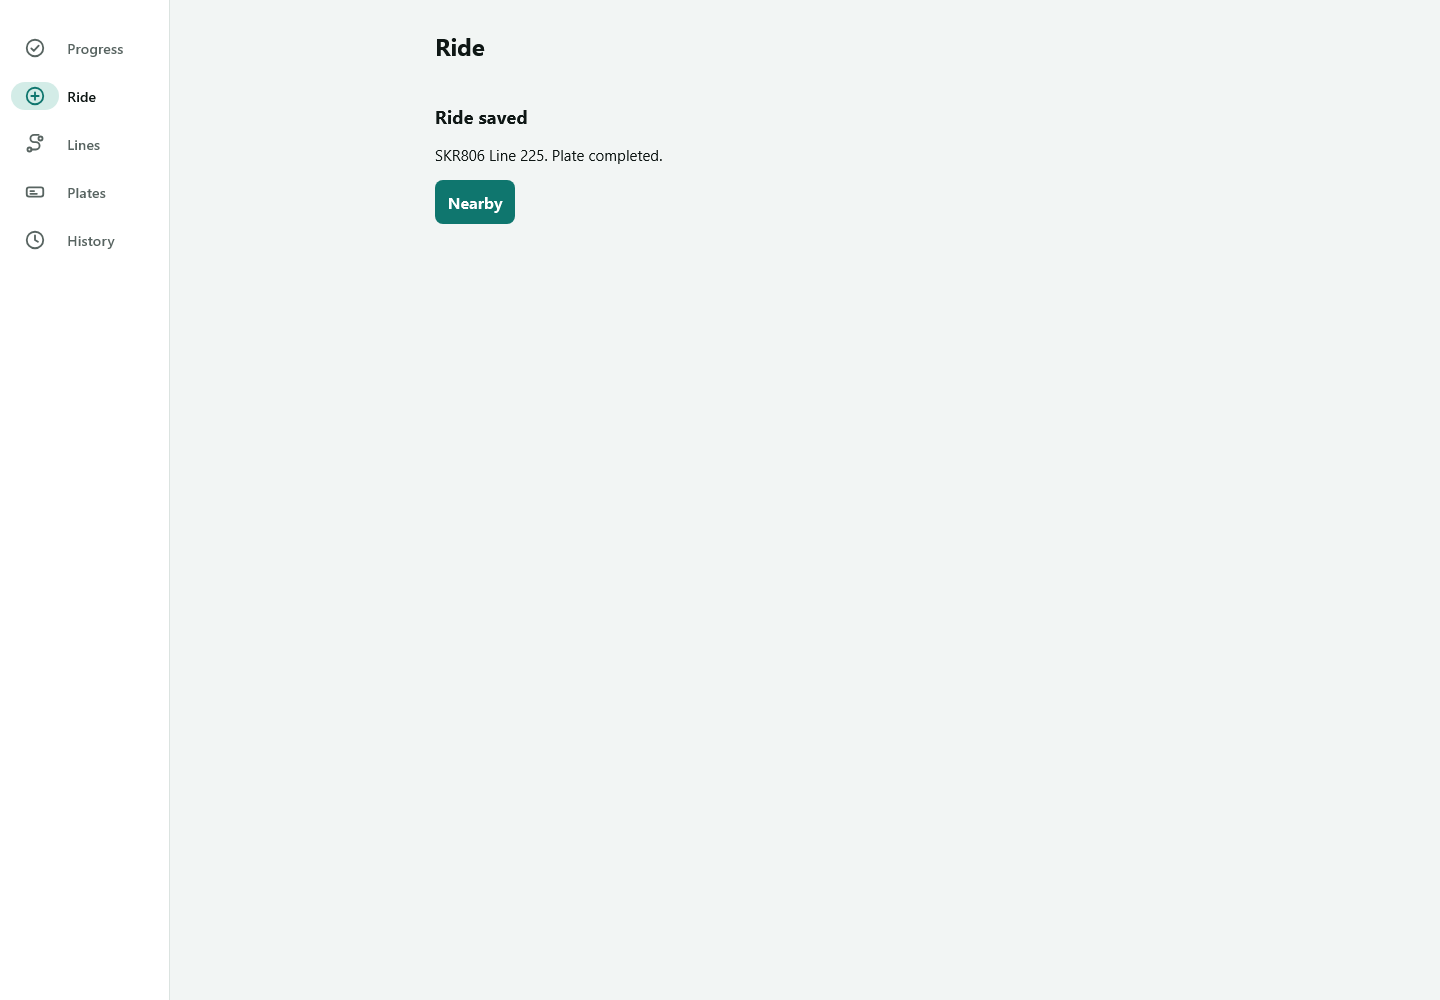 Progress
Ride
Lines
Plates
History
Ride
Ride saved
SKR806 Line 225. Plate completed.
Nearby